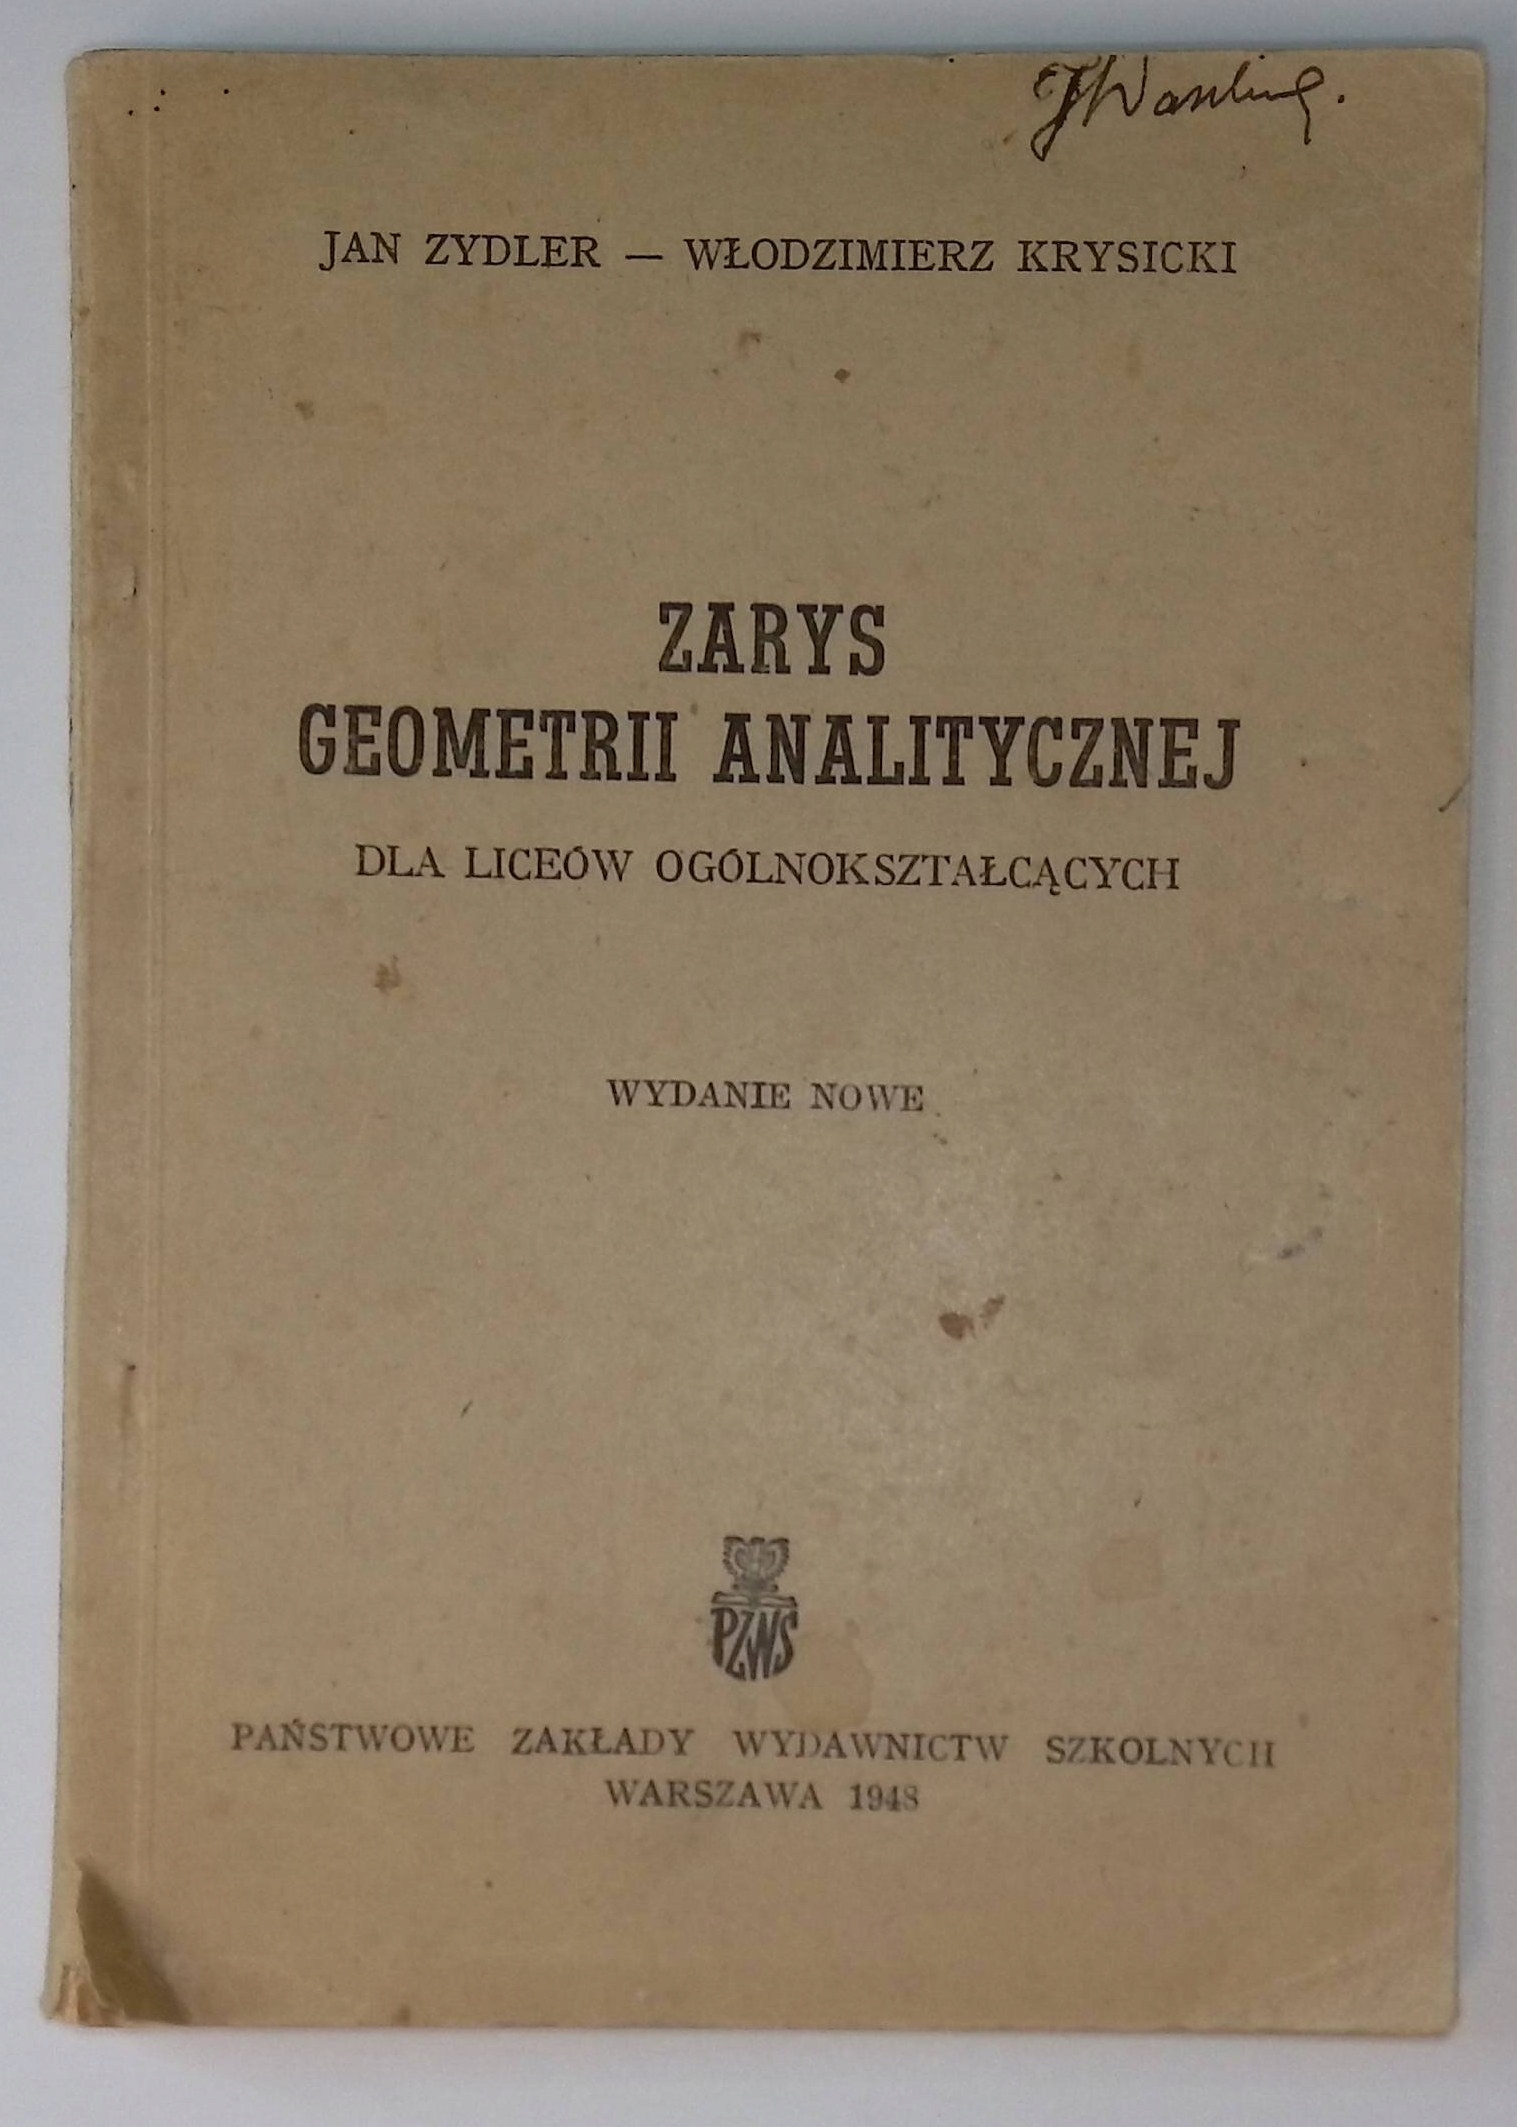 JAN ZYDLER — WŁODZIMIERZ KRYSICKI
ZARYS
GEOMETRII ANALITYCZNEJ
DLA LICEÓW OGÓLNOKSZTAŁCĄCYCH
WYDANIE NOWE
PZWS
PAŃSTWOWE ZAKŁADY WYDAWNICTW SZKOLNYCH
WARSZAWA 1948